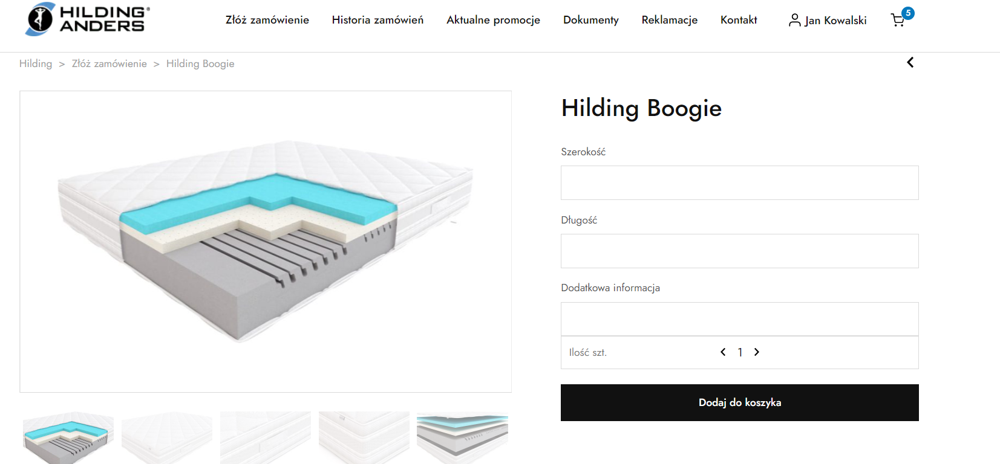 HILDING®
ANDERS
Złóż zamówienie Historia zamówień Aktualne promocje Dokumenty Reklamacje Kontakt Jan Kowalski 5
Hilding > Złóż zamówienie > Hilding Boogie
Hilding Boogie
Szerokość
Długość
Dodatkowa informacja
Ilość szt. 1
Dodaj do koszyka